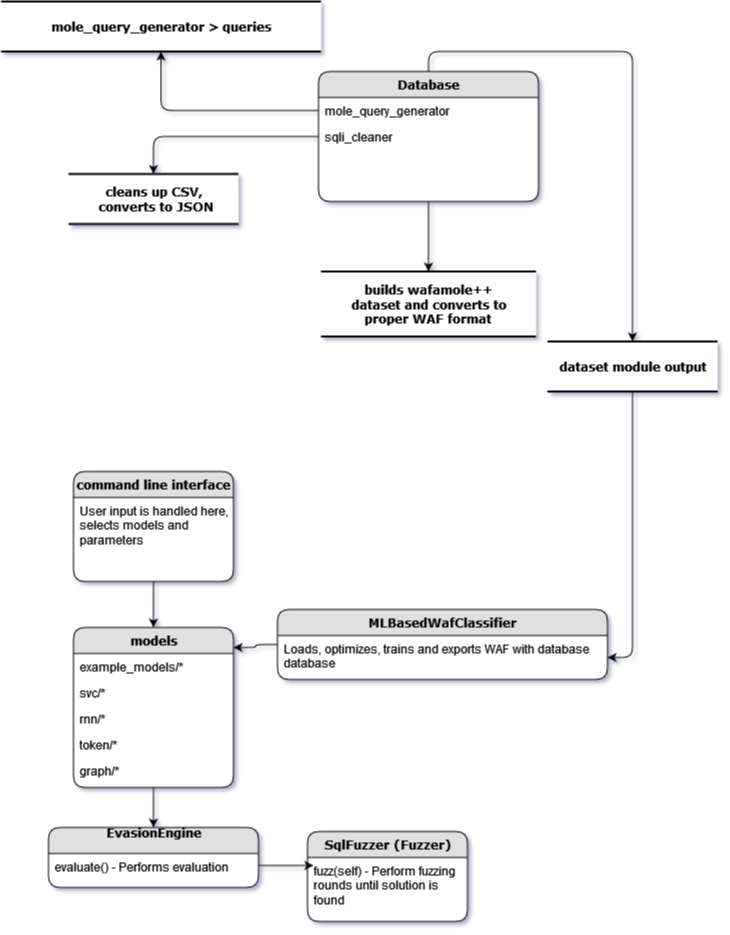 mole_query_generator > queries
Database
mole_query_generator
sqli_cleaner
cleans up CSV,
converts to JSON
builds wafamole++
dataset and converts to
proper WAF format
dataset module output
command line interface
User input is handled here,
selects models and
parameters
MLBasedWafClassifier
Loads, optimizes, trains and exports WAF with database
database
models
example_models/*
svc/*
rnn/*
token/*
graph/*
EvasionEngine
evaluate() - Performs evaluation
SqlFuzzer (Fuzzer)
fuzz(self) - Perform fuzzing
rounds until solution is
found